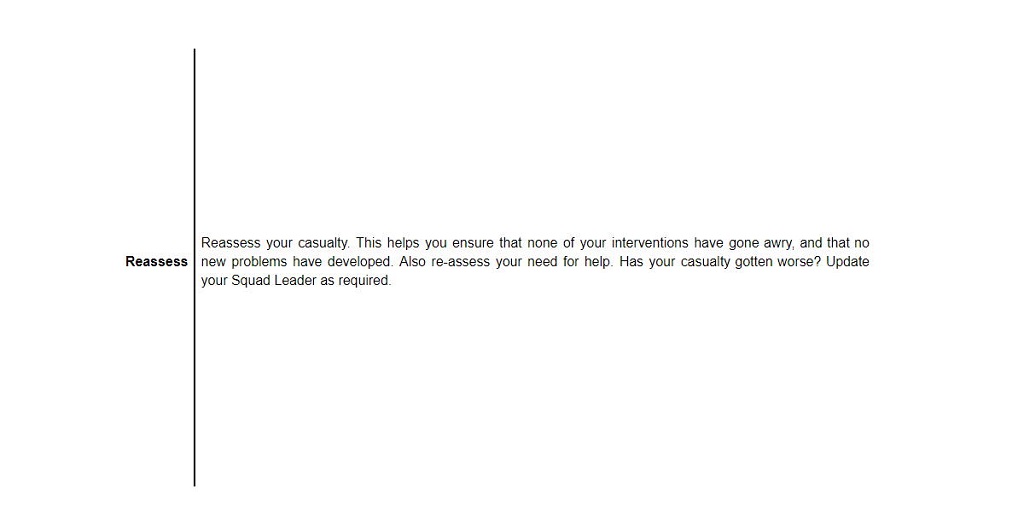 Reassess your casualty. This helps you ensure that none of your interventions have gone awry, and that no
Reassess new problems have developed. Also re-assess your need for help. Has your casualty gotten worse? Update
your Squad Leader as required.